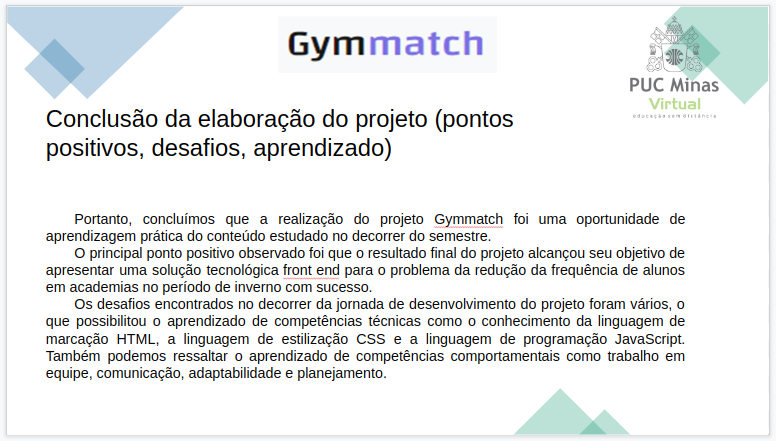 Gymmatch
PUC Minas
Virtual
educação sem distância
Conclusão da elaboração do projeto (pontos
positivos, desafios, aprendizado)
Portanto, concluímos que a realização do projeto Gymmatch foi uma oportunidade de
aprendizagem prática do conteúdo estudado no decorrer do semestre.
O principal ponto positivo observado foi que o resultado final do projeto alcançou seu objetivo de
apresentar uma solução tecnológica front end para o problema da redução da frequência de alunos
em academias no período de inverno com sucesso.
Os desafios encontrados no decorrer da jornada de desenvolvimento do projeto foram vários, o
que possibilitou o aprendizado de competências técnicas como o conhecimento da linguagem de
marcação HTML, a linguagem de estilização CSS e a linguagem de programação JavaScript.
Também podemos ressaltar o aprendizado de competências comportamentais como trabalho em
equipe, comunicação, adaptabilidade e planejamento.